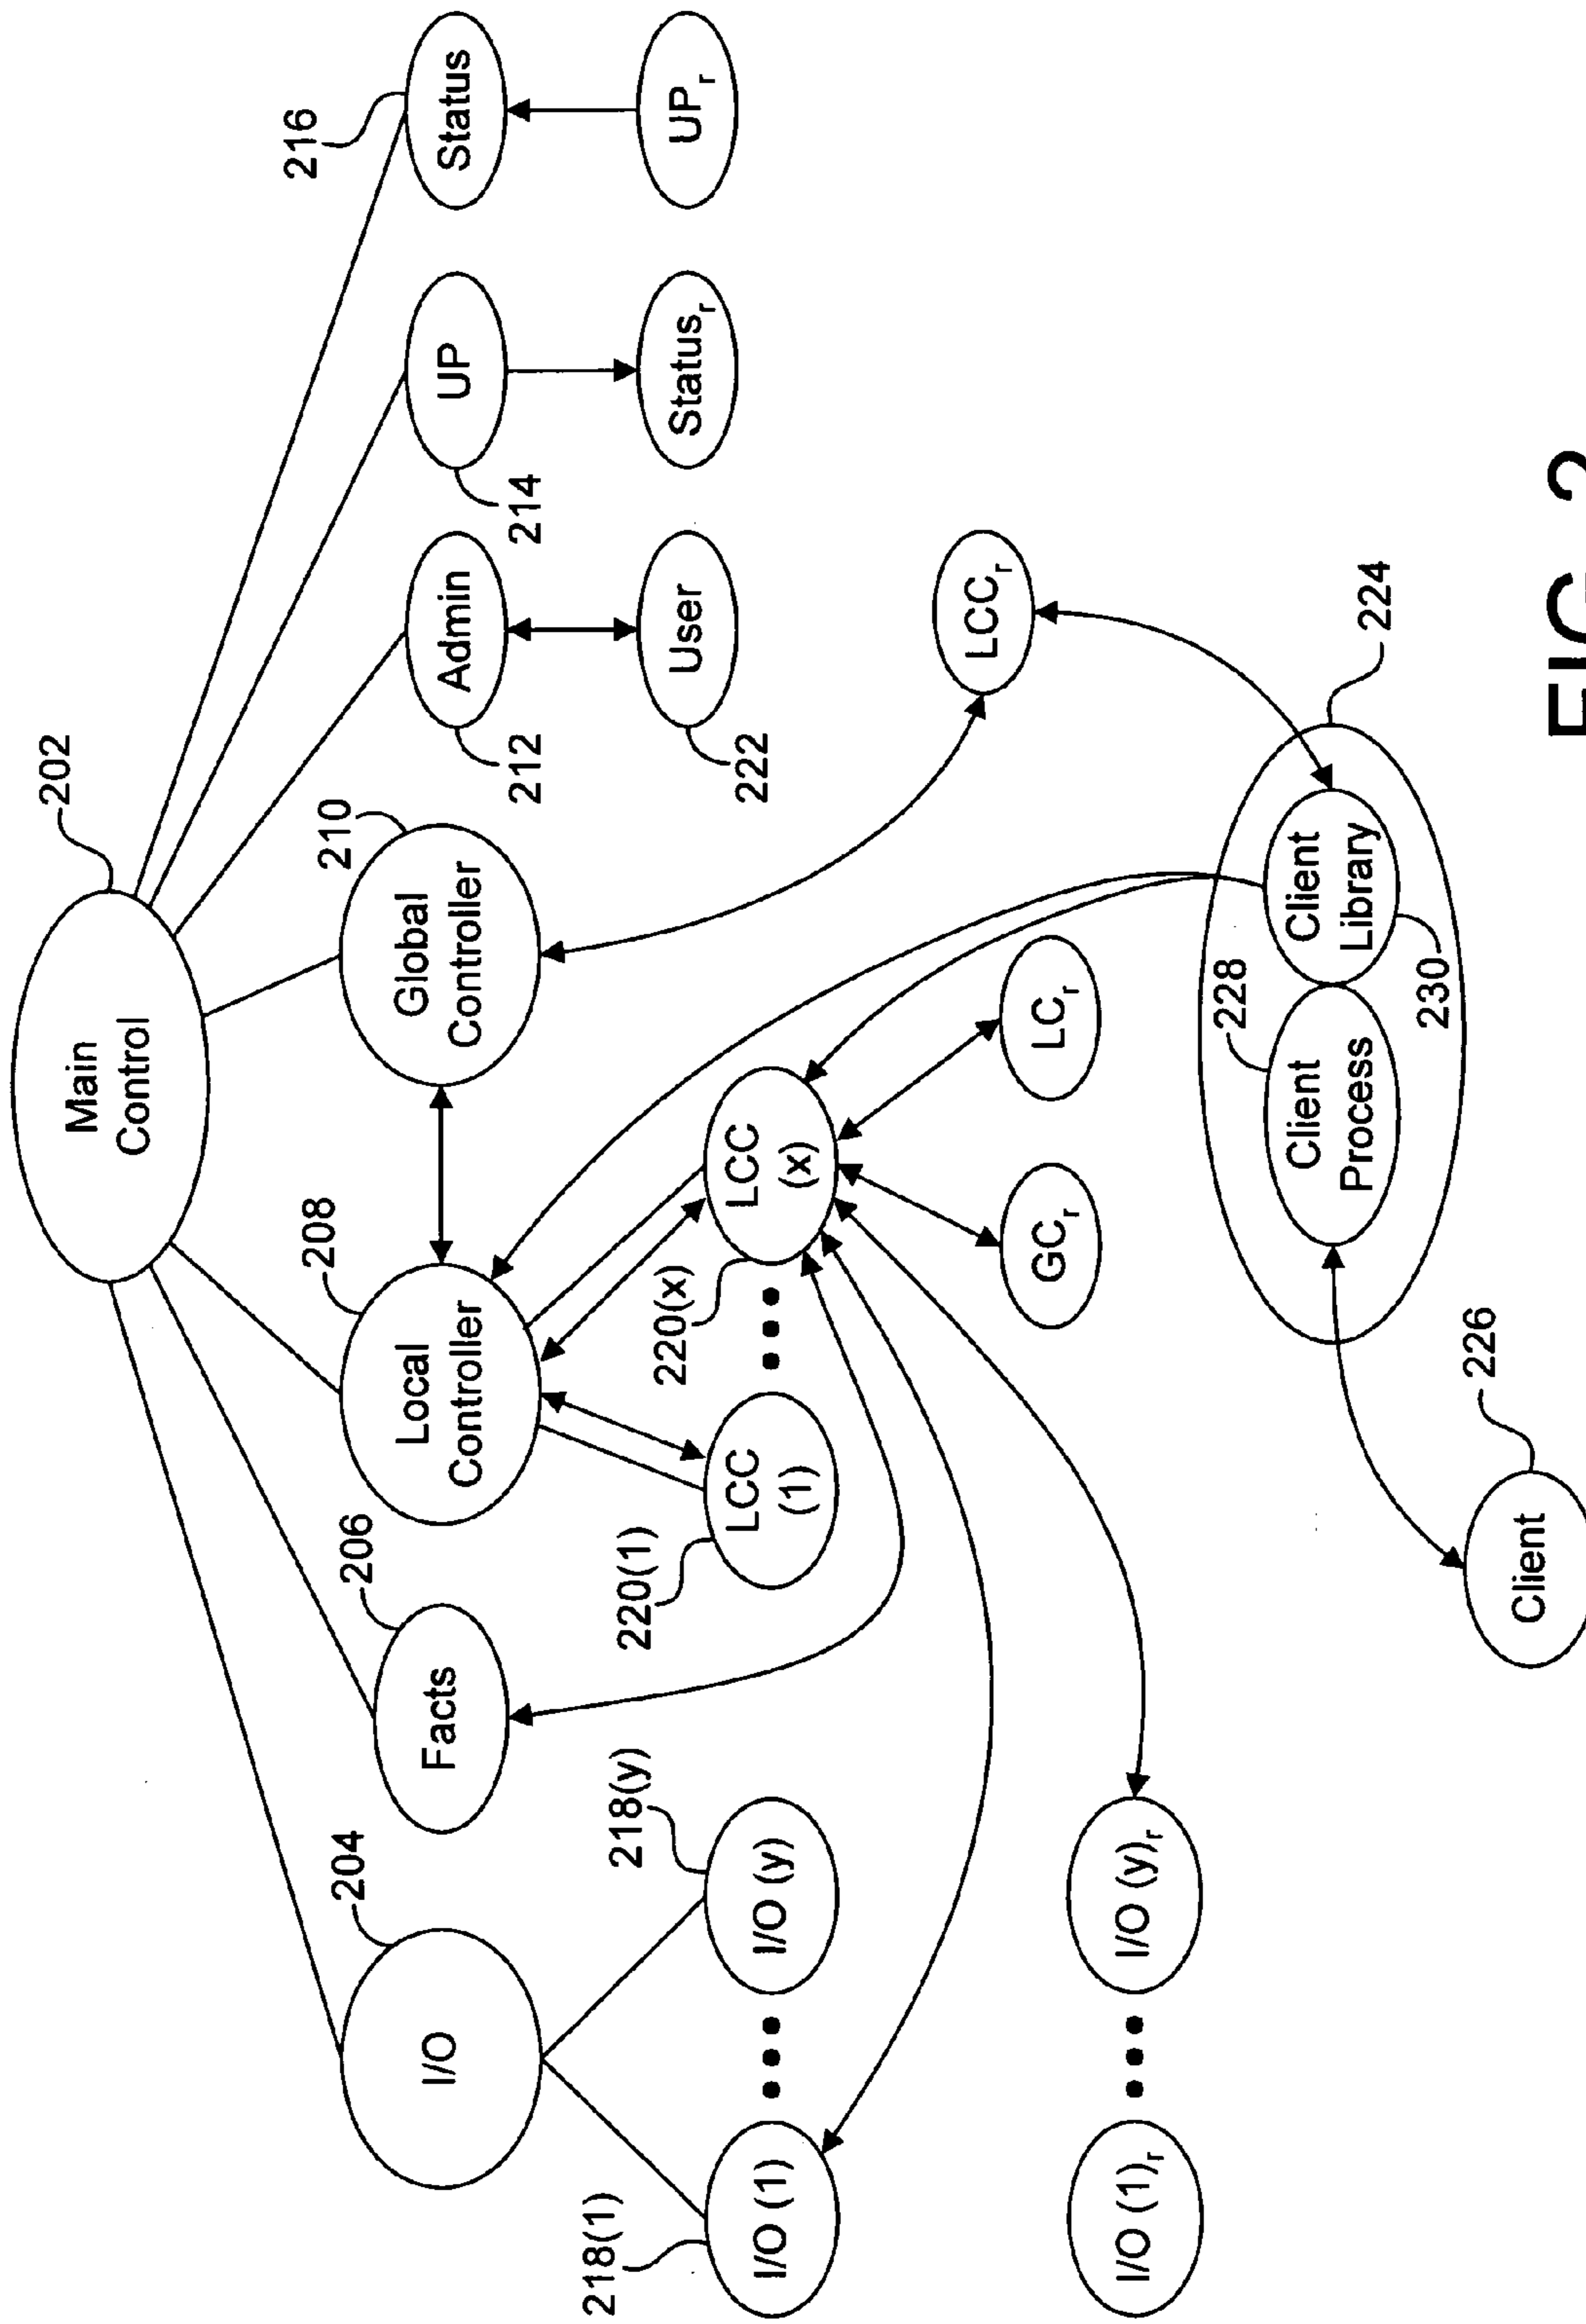 202
Main
Control
204
I/O
206
Facts
208
Local
Controller
210
Global
Controller
212
Admin
214
UP
216
Status
218(1)
I/O (1)
218(y)
I/O (y)
220(1)
LCC
(1)
220(x)
LCC
(x)
222
User
Statusr
UPr
I/O (1)r
I/O (y)r
GCr
LCr
LCCr
224
228
Client
Process
Client
Library
230
226
Client